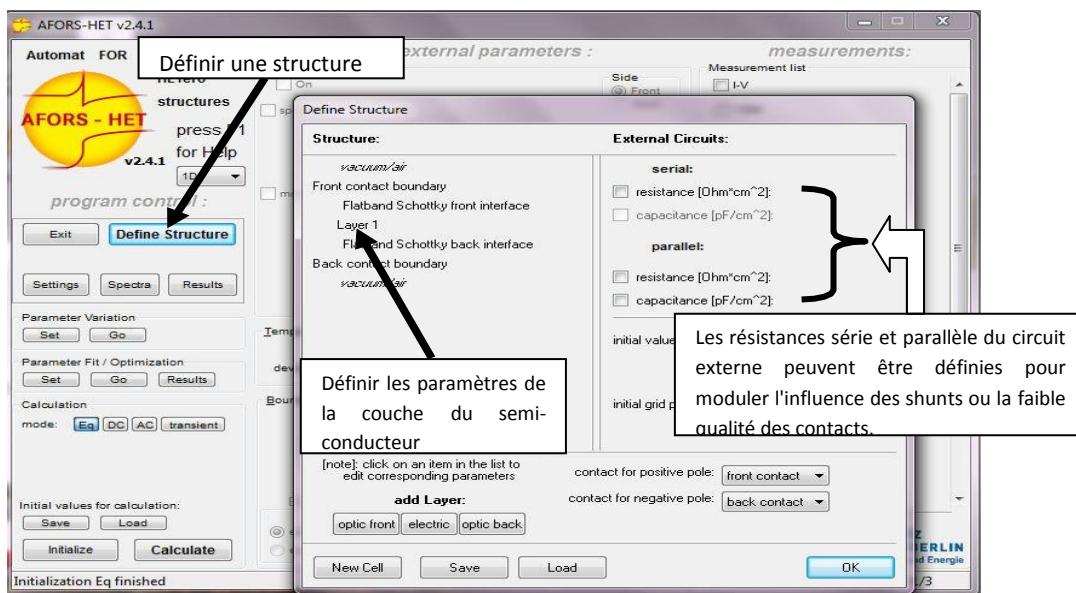 AFORS-HET v2.4.1
Automat FOR
external parameters :
measurements:
Définir une structure
structures
AFORS - HET
press
for Help
v2.4.1
1D
On
Side
Front
Measurement list
I-V
program control :
Exit
Define Structure
Settings
Spectra
Results
Parameter Variation
Set
Go
Parameter Fit / Optimization
Set
Go
Results
Calculation
mode:
Eq
DC
AC
transient
Initial values for calculation:
Save
Load
Initialize
Calculate
Initialization Eq finished
Define Structure
Structure:
vacuum/air
Front contact boundary
Flatband Schottky front interface
Layer 1
Flatband Schottky back interface
Back contact boundary
vacuum/air
Définir les paramètres de
la couche du semi-
conducteur
[note]: click on an item in the list to
edit corresponding parameters
add Layer:
optic front
electric
optic back
New Cell
Save
Load
OK
External Circuits:
serial:
resistance [Ohm*cm^2]:
capacitance [pF/cm^2]:
parallel:
resistance [Ohm*cm^2]:
capacitance [pF/cm^2]:
Les résistances série et parallèle du circuit
externe peuvent être définies pour
moduler l'influence des shunts ou la faible
qualité des contacts.
initial value
initial grid
contact for positive pole:
front contact
contact for negative pole:
back contact
ERLIN
Energie
/3